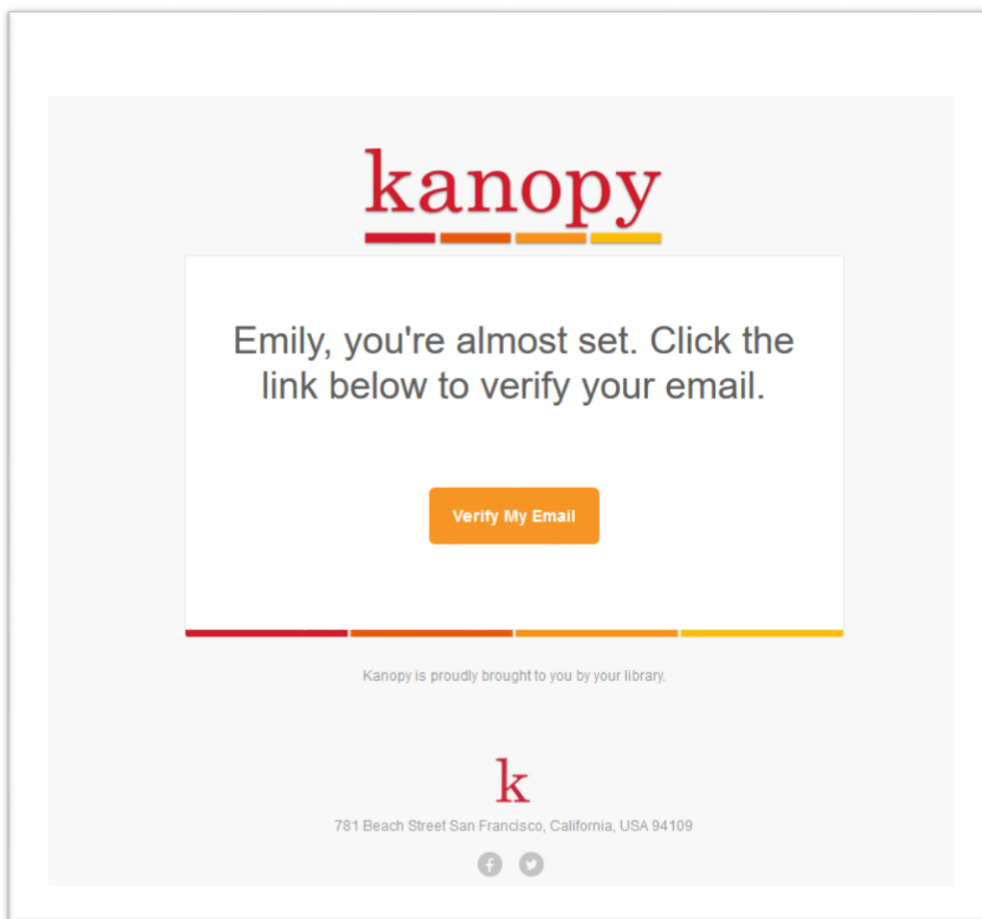 kanopy
Emily, you're almost set. Click the
link below to verify your email.
Verify My Email
Kanopy is proudly brought to you by your library.
k
781 Beach Street San Francisco, California, USA 94109